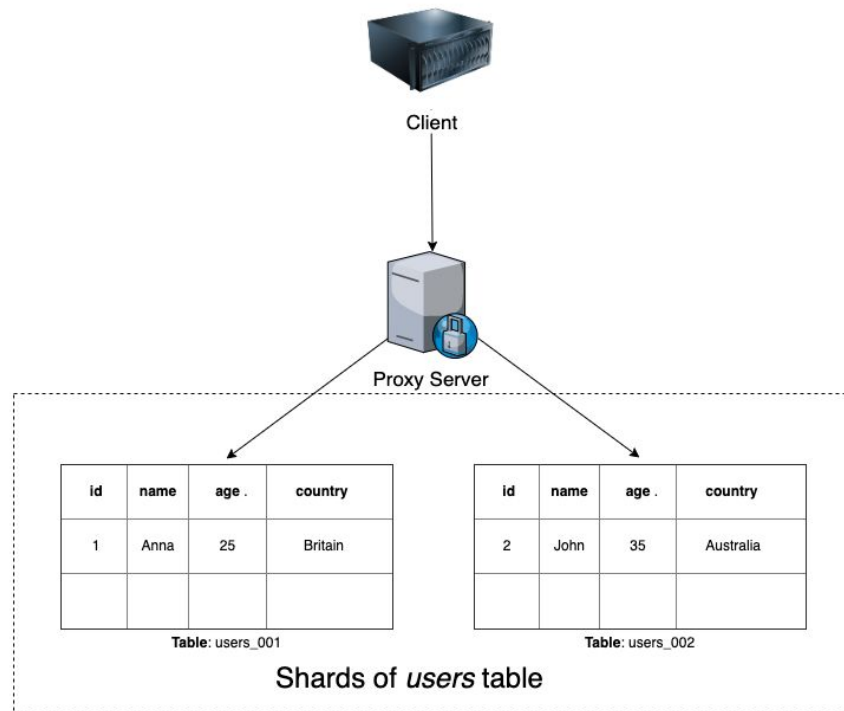 Client
Proxy Server
id name age . country
1 Anna 25 Britain
Table: users_001
id name age . country
2 John 35 Australia
Table: users_002
Shards of users table